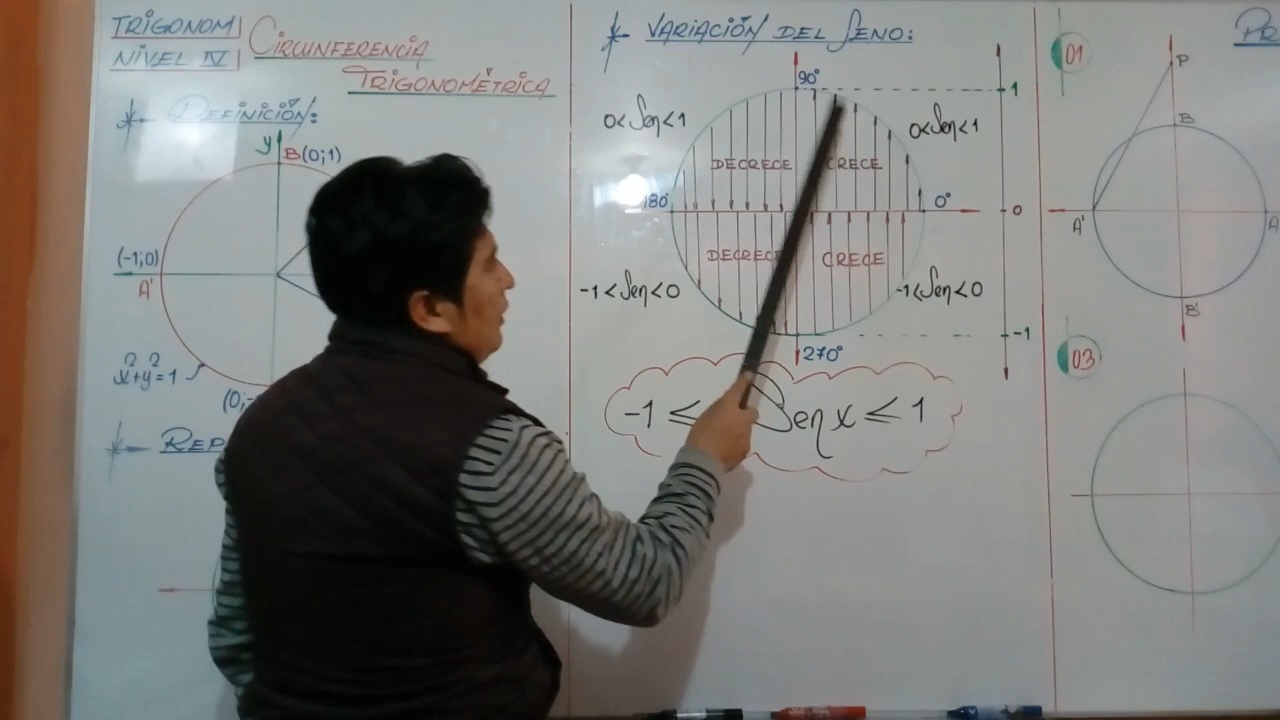 TRIGONOM
NIVEL IV
CIRCUNFERENCIA
TRIGONOMÉTRICA
DEFINICIÓN:
y
B(0;1)
(-1;0)
A'
x²+y²=1
(0;-
REP
VARIACIÓN DEL SENO:
90°
1
0<Sen<1
0<Sen<1
DECRECE
CRECE
180°
0°
0
DECRECE
CRECE
-1<Sen<0
-1<Sen<0
-1
270°
-1 ≤ Sen x ≤ 1
PR
01
P
B
A'
A
B'
03